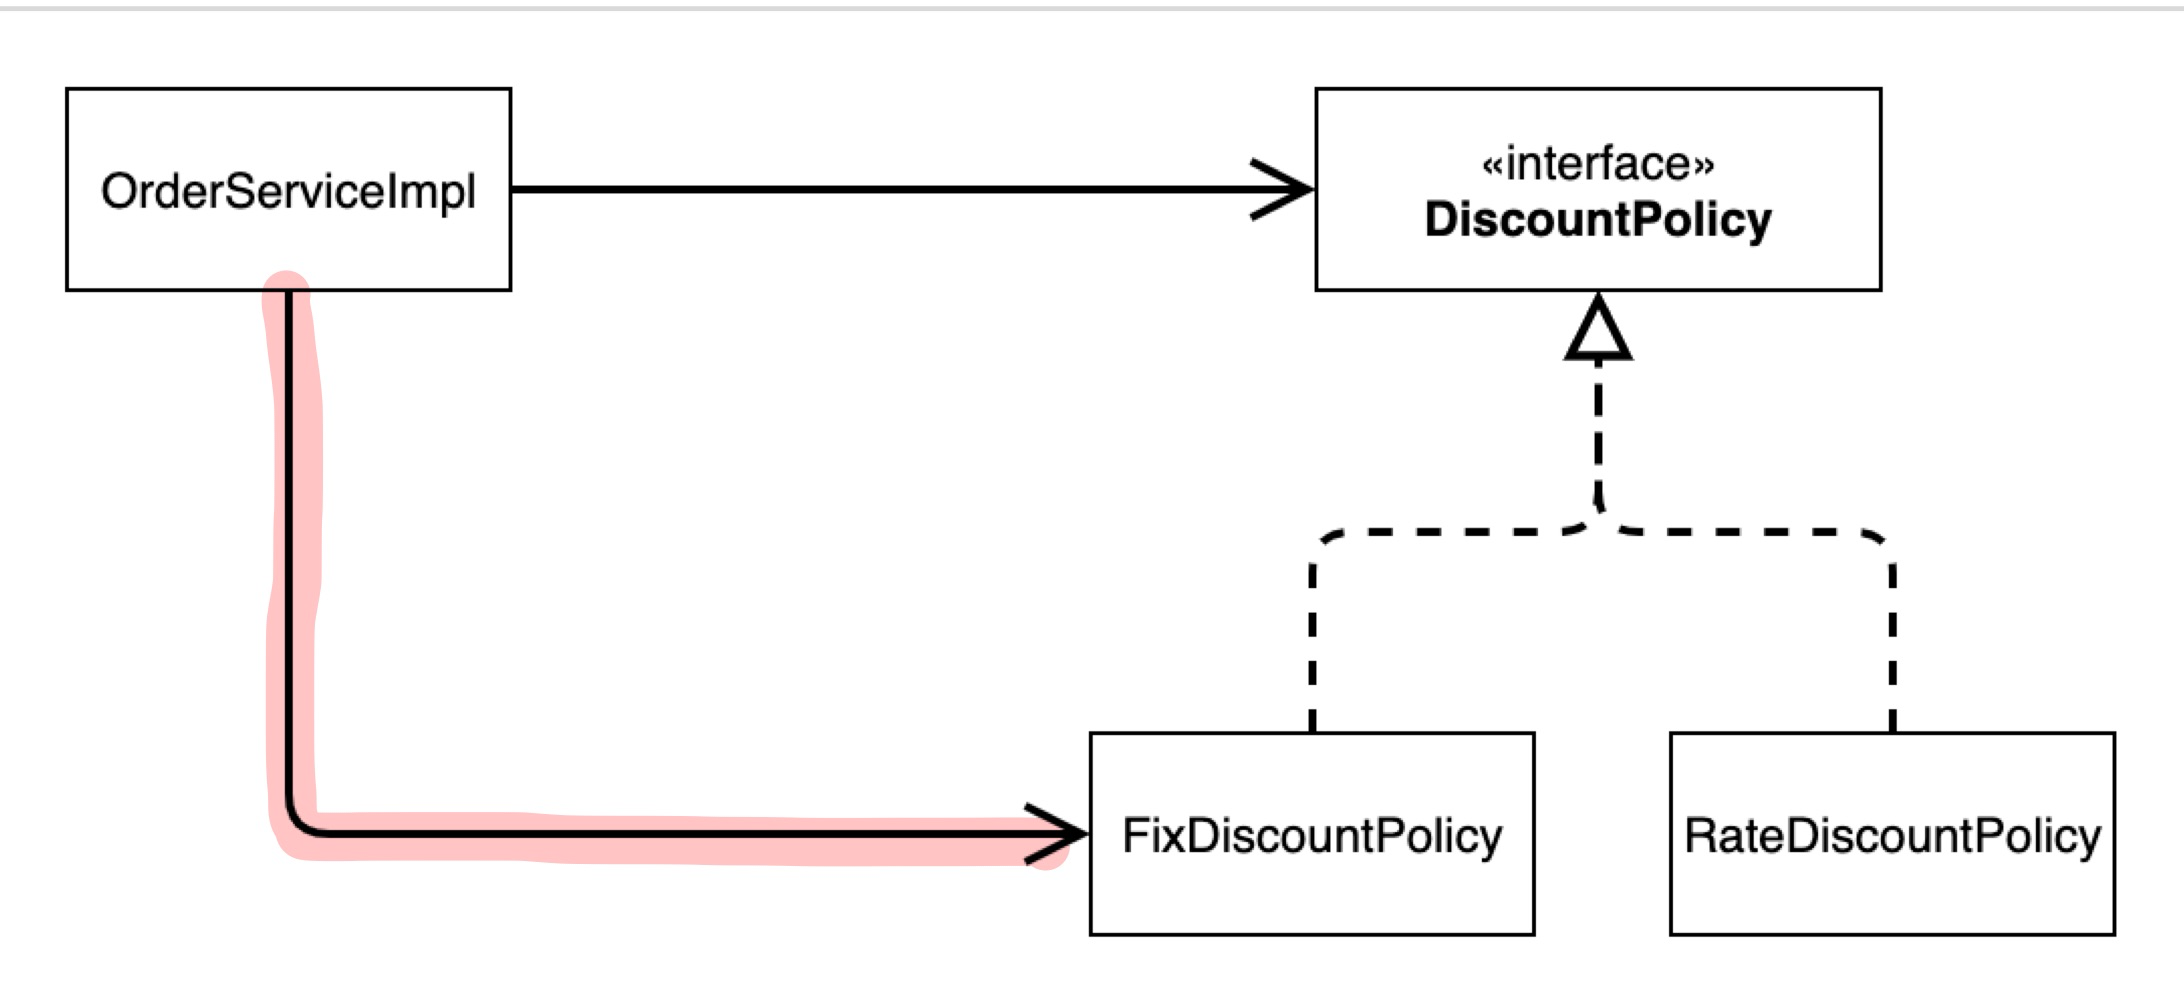 OrderServiceImpl
«interface»
DiscountPolicy
FixDiscountPolicy
RateDiscountPolicy